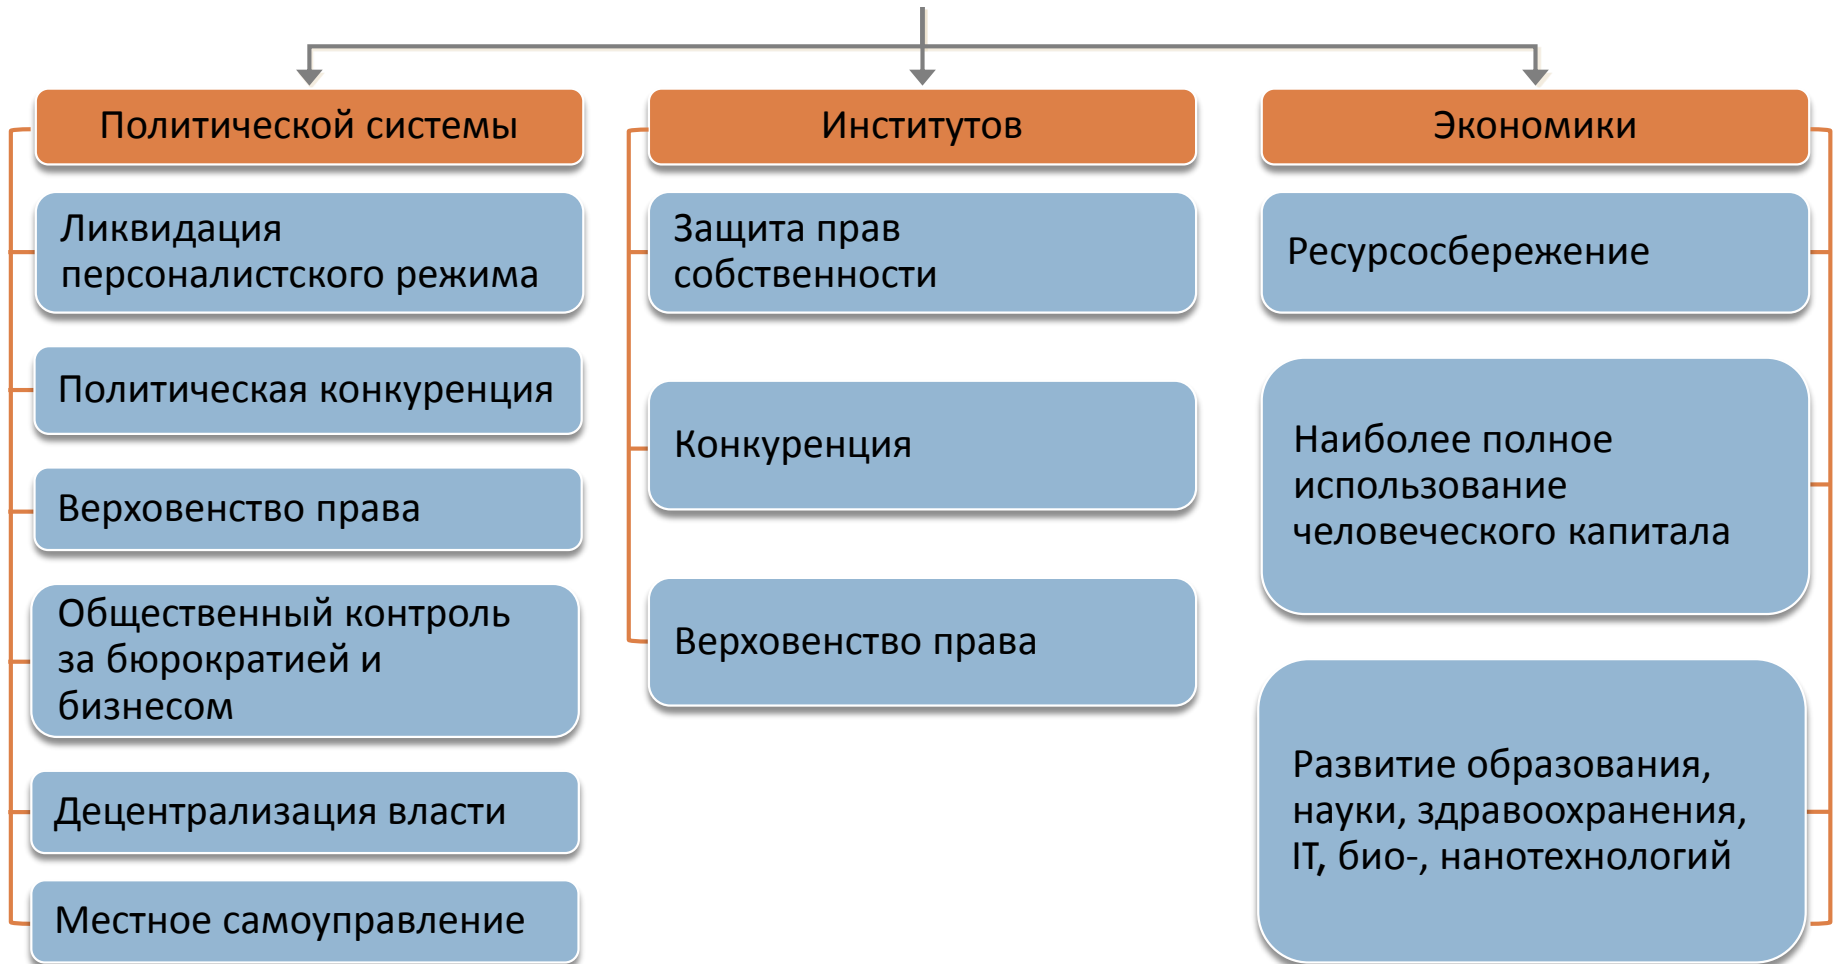 Политической системы
Ликвидация
персоналистского режима
Политическая конкуренция
Верховенство права
Общественный контроль
за бюрократией и
бизнесом
Децентрализация власти
Местное самоуправление
Институтов
Защита прав
собственности
Конкуренция
Верховенство права
Экономики
Ресурсосбережение
Наиболее полное
использование
человеческого капитала
Развитие образования,
науки, здравоохранения,
IT, био-, нанотехнологий